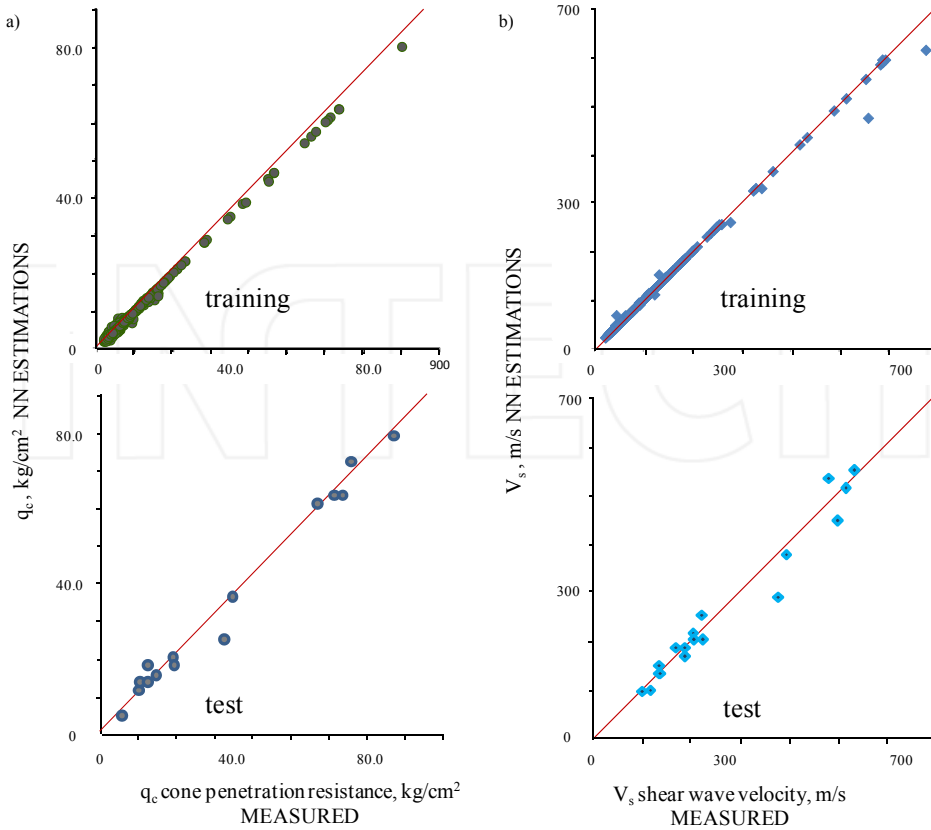 a)
q_c , kg/cm² NN ESTIMATIONS
80.0
40.0
0
training
0
40.0
80.0
900
80.0
40.0
0
test
0
40.0
80.0
q_c cone penetration resistance, kg/cm²
MEASURED
b)
V_s , m/s NN ESTIMATIONS
700
300
0
training
0
300
700
700
300
0
test
0
300
700
V_s shear wave velocity, m/s
MEASURED
INTECH